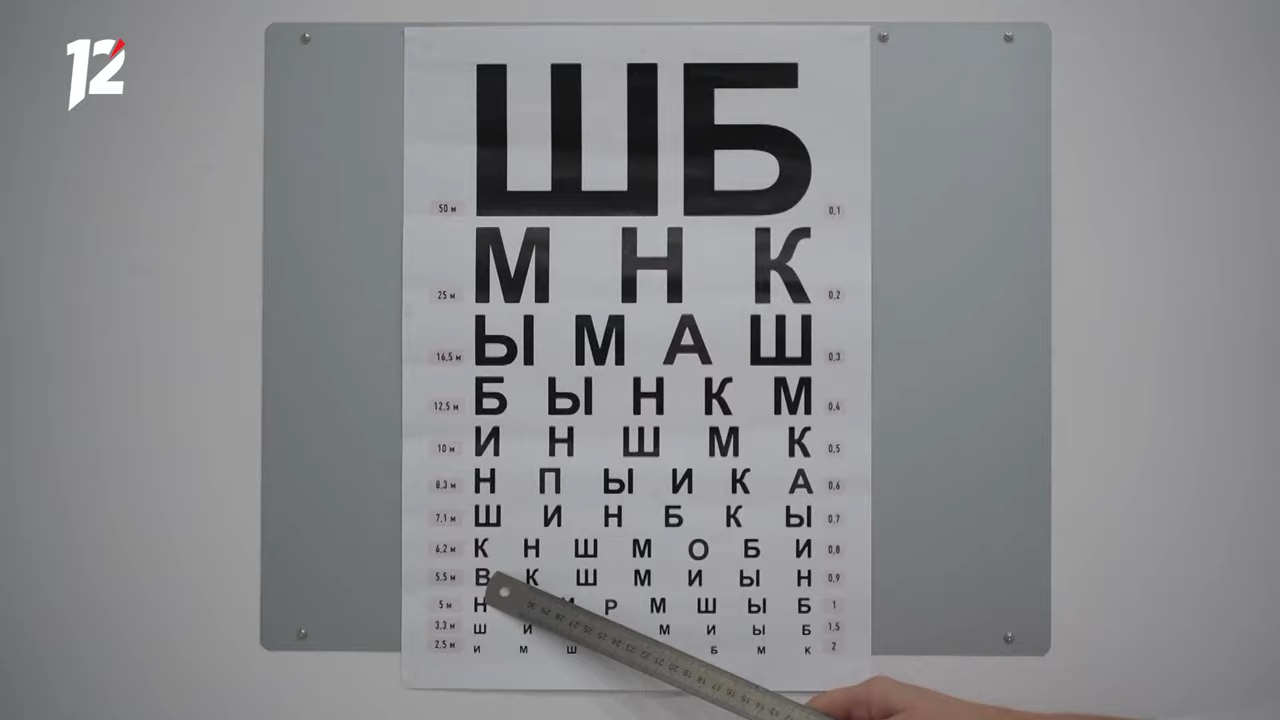 12
50 м Ш Б 0,1
25 м М Н К 0,2
16,5 м Ы М А Ш 0,3
12,5 м Б Ы Н К М 0,4
10 м И Н Ш М К 0,5
8,3 м Н П Ы И К А 0,6
7,1 м Ш И Н Б К Ы 0,7
6,2 м К Н Ш М О Б И 0,8
5,5 м В К Ш М И Ы Н 0,9
5 м Н И Р М Ш Ы Б 1
3,3 м Ш И М И Ы Б 1,5
2,5 м И М Ш Б М К 2